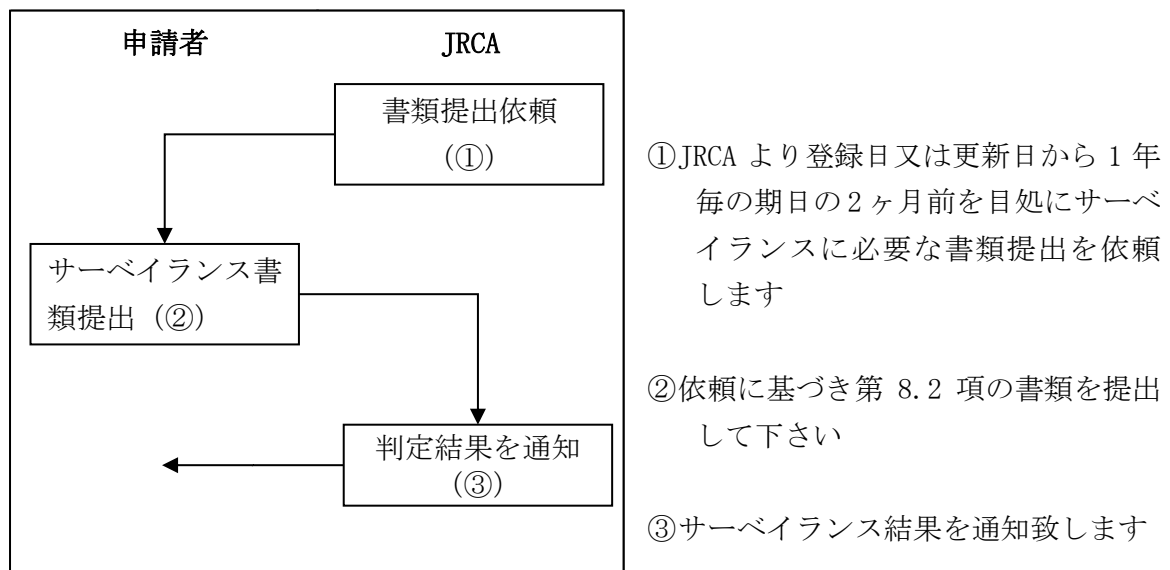 申請者
JRCA
書類提出依頼
（①）
サーベイランス書
類提出（②）
判定結果を通知
（③）
①JRCA より登録日又は更新日から 1 年
毎の期日の 2 ヶ月前を目処にサーベ
イランスに必要な書類提出を依頼
します
②依頼に基づき第 8.2 項の書類を提出
して下さい
③サーベイランス結果を通知致します